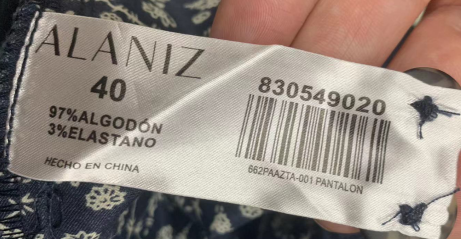 ALANIZ
40
97%ALGODÓN
3%ELASTANO
HECHO EN CHINA
830549020
662PAAZTA-001 PANTALON